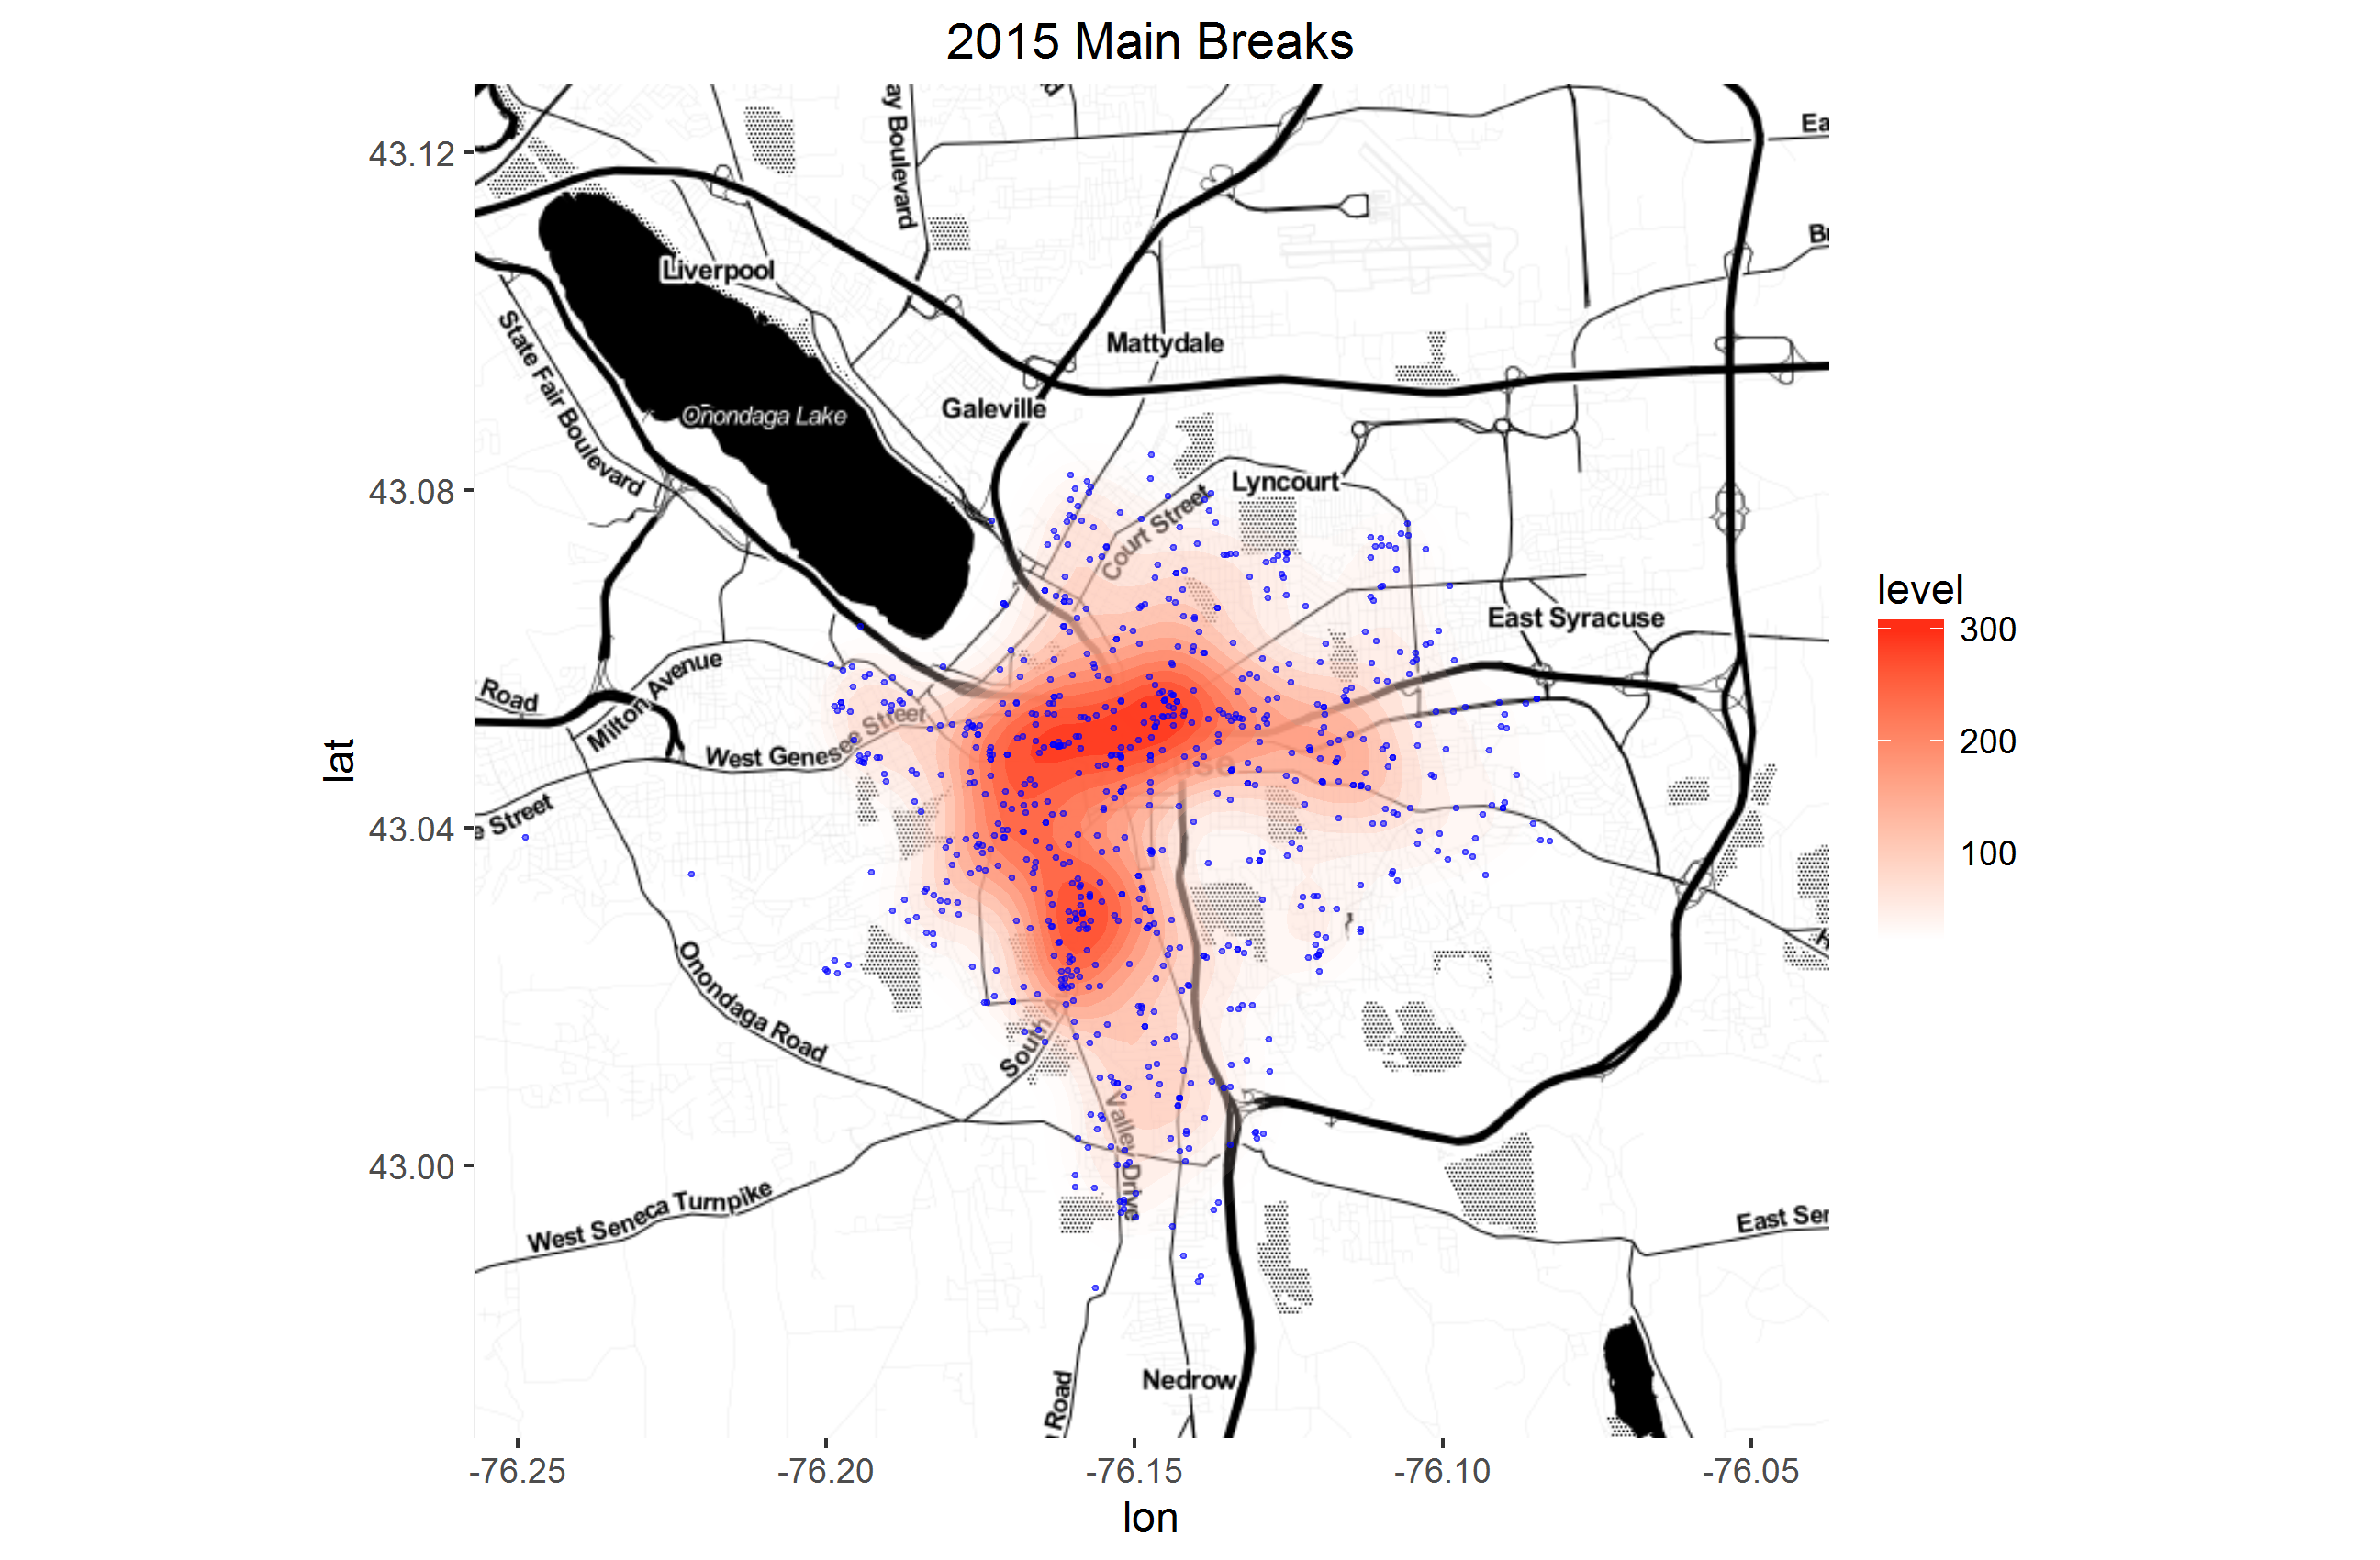 2015 Main Breaks
43.12
43.08
43.04
43.00
lat
ay Boulevard
Ea
Liverpool
State Fair Boulevard
Onondaga Lake
Mattydale
Galeville
Lyncourt
Court Street
East Syracuse
Road
Milton Avenue
West Genesee Street
use
e Street
Onondaga Road
South A
Valley Drive
West Seneca Turnpike
East Ser
Road
Nedrow
-76.25
-76.20
-76.15
-76.10
-76.05
lon
level
300
200
100